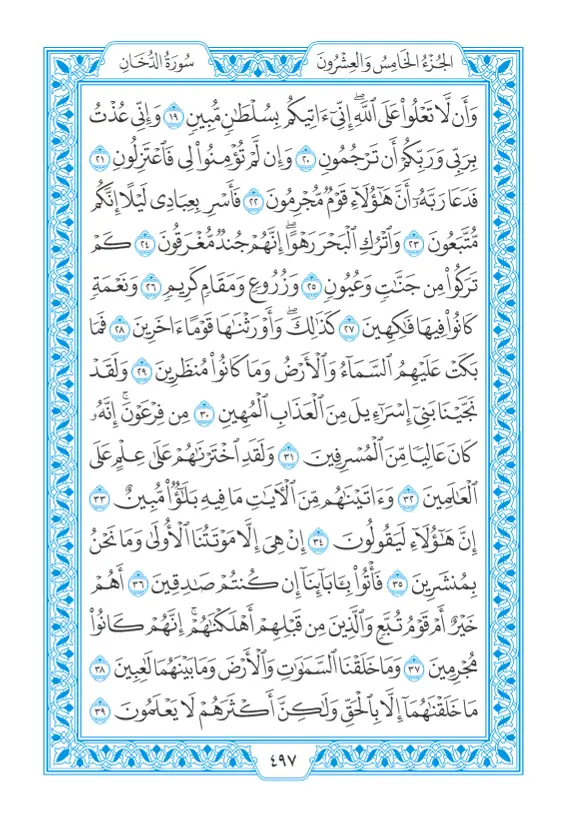 الجُزْءُ الخَامِسُ وَالعِشْرُونَ
سُورَةُ الدُّخَانِ
وَأَن لَّا تَعْلُوا۟ عَلَى ٱللَّهِ ۖ إِنِّىٓ ءَاتِيكُم بِسُلْطَٰنٍ مُّبِينٍ ١٩ وَإِنِّى عُذْتُ
بِرَبِّى وَرَبِّكُمْ أَن تَرْجُمُونِ ٢٠ وَإِن لَّمْ تُؤْمِنُوا۟ لِى فَٱعْتَزِلُونِ ٢١
فَدَعَا رَبَّهُۥٓ أَنَّ هَٰٓؤُلَآءِ قَوْمٌ مُّجْرِمُونَ ٢٢ فَأَسْرِ بِعِبَادِى لَيْلًا إِنَّكُم
مُّتَّبَعُونَ ٢٣ وَٱتْرُكِ ٱلْبَحْرَ رَهْوًا ۖ إِنَّهُمْ جُندٌ مُّغْرَقُونَ ٢٤ كَمْ
تَرَكُوا۟ مِن جَنَّٰتٍ وَعُيُونٍ ٢٥ وَزُرُوعٍ وَمَقَامٍ كَرِيمٍ ٢٦ وَنَعْمَةٍ
كَانُوا۟ فِيهَا فَٰكِهِينَ ٢٧ كَذَٰلِكَ ۖ وَأَوْرَثْنَٰهَا قَوْمًا ءَاخَرِينَ ٢٨ فَمَا
بَكَتْ عَلَيْهِمُ ٱلسَّمَآءُ وَٱلْأَرْضُ وَمَا كَانُوا۟ مُنظَرِينَ ٢٩ وَلَقَدْ
نَجَّيْنَا بَنِىٓ إِسْرَٰٓءِيلَ مِنَ ٱلْعَذَابِ ٱلْمُهِينِ ٣٠ مِن فِرْعَوْنَ ۚ إِنَّهُۥ
كَانَ عَالِيًا مِّنَ ٱلْمُسْرِفِينَ ٣١ وَلَقَدِ ٱخْتَرْنَٰهُمْ عَلَىٰ عِلْمٍ عَلَى
ٱلْعَٰلَمِينَ ٣٢ وَءَاتَيْنَٰهُم مِّنَ ٱلْءَايَٰتِ مَا فِيهِ بَلَٰٓؤٌا۟ مُّبِينٌ ٣٣
إِنَّ هَٰٓؤُلَآءِ لَيَقُولُونَ ٣٤ إِنْ هِىَ إِلَّا مَوْتَتُنَا ٱلْأُولَىٰ وَمَا نَحْنُ
بِمُنشَرِينَ ٣٥ فَأْتُوا۟ بِـَٔابَآئِنَآ إِن كُنتُمْ صَٰدِقِينَ ٣٦ أَهُمْ
خَيْرٌ أَمْ قَوْمُ تُبَّعٍ وَٱلَّذِينَ مِن قَبْلِهِمْ ۚ أَهْلَكْنَٰهُمْ ۖ إِنَّهُمْ كَانُوا۟
مُجْرِمِينَ ٣٧ وَمَا خَلَقْنَا ٱلسَّمَٰوَٰتِ وَٱلْأَرْضَ وَمَا بَيْنَهُمَا لَٰعِبِينَ ٣٨
مَا خَلَقْنَٰهُمَآ إِلَّا بِٱلْحَقِّ وَلَٰكِنَّ أَكْثَرَهُمْ لَا يَعْلَمُونَ ٣٩
٤٩٧